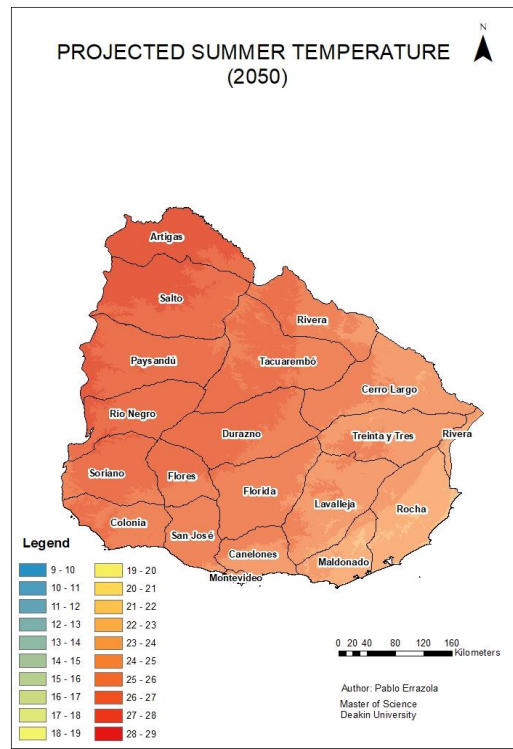 N
PROJECTED SUMMER TEMPERATURE
(2050)
Artigas
Salto
Rivera
Paysandú
Tacuarembó
Cerro Largo
Río Negro
Durazno
Treinta y Tres
Rivera
Soriano
Flores
Florida
Lavalleja
Rocha
Colonia
San José
Canelones
Maldonado
Montevideo
Legend
9 - 10
10 - 11
11 - 12
12 - 13
13 - 14
14 - 15
15 - 16
16 - 17
17 - 18
18 - 19
19 - 20
20 - 21
21 - 22
22 - 23
23 - 24
24 - 25
25 - 26
26 - 27
27 - 28
28 - 29
0 20 40 80 120 160
Kilometers
Author: Pablo Errazola
Master of Science
Deakin University